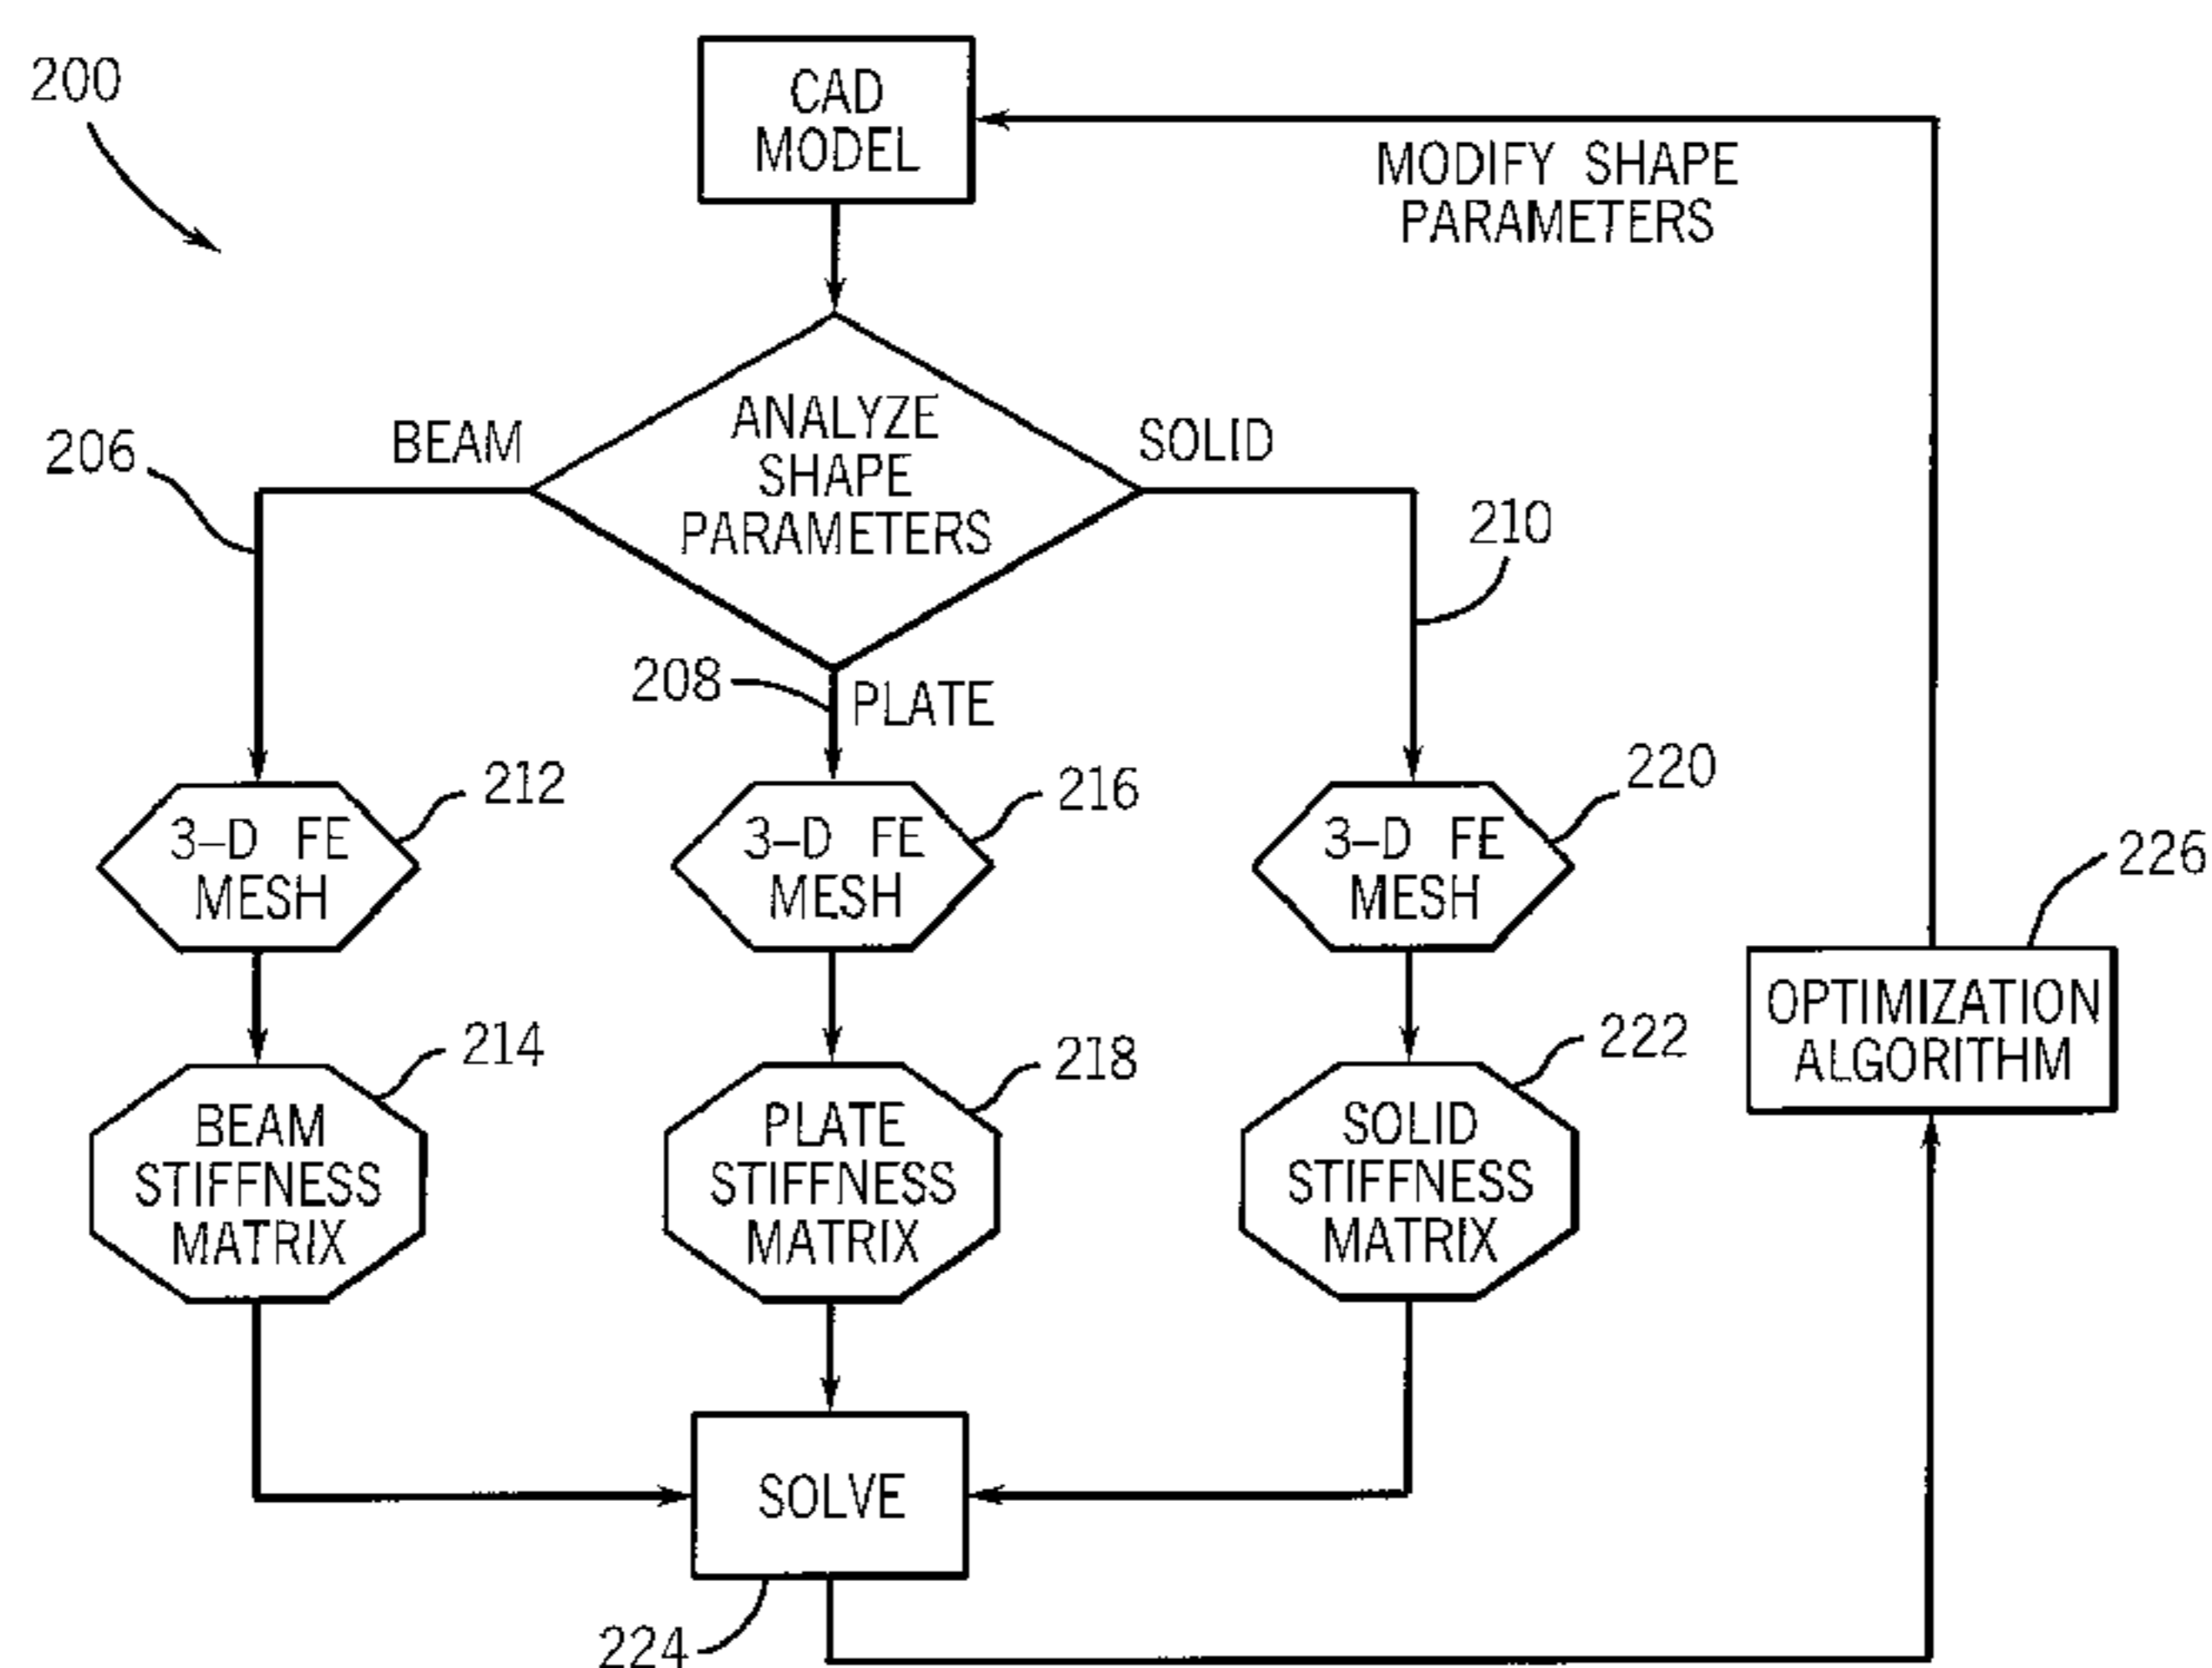 200
CAD
MODEL
MODIFY SHAPE
PARAMETERS
206
BEAM
ANALYZE
SHAPE
PARAMETERS
SOLID
210
208
PLATE
212
3-D FE
MESH
216
3-D FE
MESH
220
3-D FE
MESH
226
OPTIMIZATION
ALGORITHM
214
BEAM
STIFFNESS
MATRIX
218
PLATE
STIFFNESS
MATRIX
222
SOLID
STIFFNESS
MATRIX
SOLVE
224